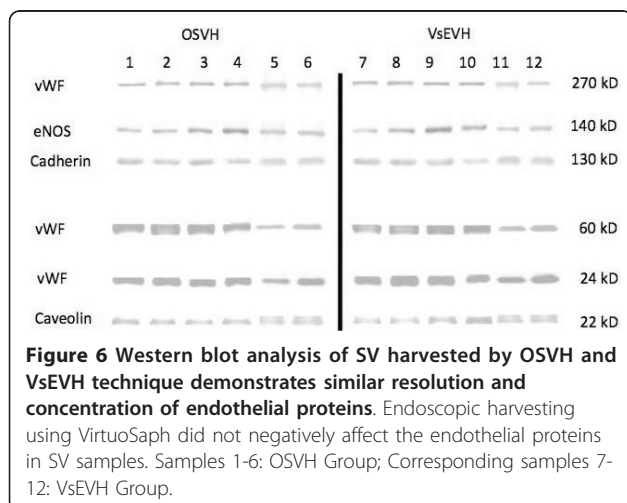 OSVH VsEVH
1 2 3 4 5 6 7 8 9 10 11 12
vWF 270 kD
eNOS 140 kD
Cadherin 130 kD
vWF 60 kD
vWF 24 kD
Caveolin 22 kD
Figure 6 Western blot analysis of SV harvested by OSVH and
VsEVH technique demonstrates similar resolution and
concentration of endothelial proteins. Endoscopic harvesting
using VirtuoSaph did not negatively affect the endothelial proteins
in SV samples. Samples 1-6: OSVH Group; Corresponding samples 7-
12: VsEVH Group.